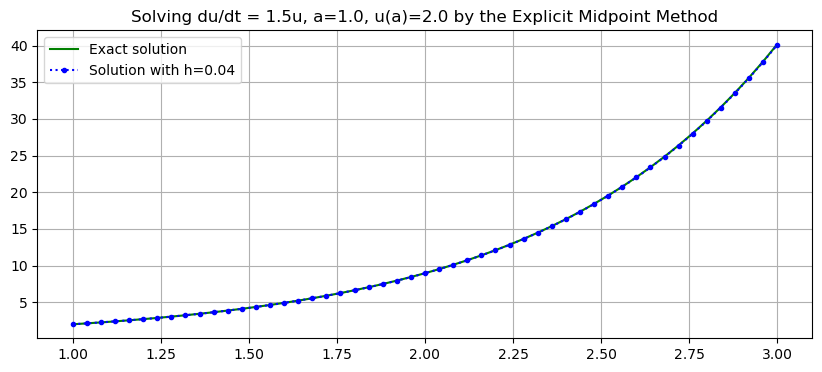 Solving du/dt = 1.5u, a=1.0, u(a)=2.0 by the Explicit Midpoint Method
Exact solution
Solution with h=0.04
40
35
30
25
20
15
10
5
1.00 1.25 1.50 1.75 2.00 2.25 2.50 2.75 3.00